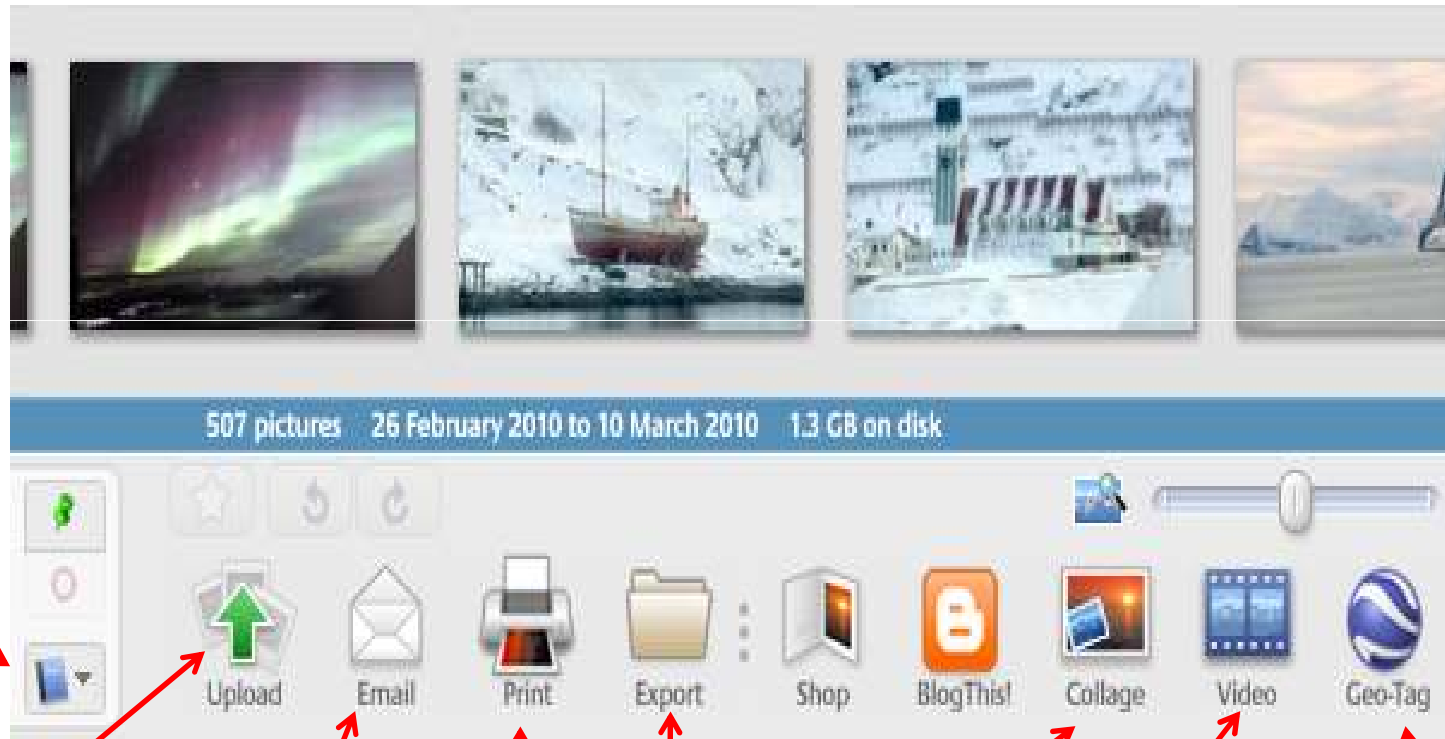 507 pictures 26 February 2010 to 10 March 2010 1.3 GB on disk
Upload Email Print Export Shop BlogThis! Collage Video Geo-Tag